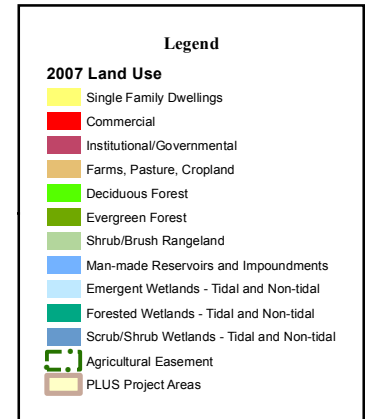 Legend
2007 Land Use
Single Family Dwellings
Commercial
Institutional/Governmental
Farms, Pasture, Cropland
Deciduous Forest
Evergreen Forest
Shrub/Brush Rangeland
Man-made Reservoirs and Impoundments
Emergent Wetlands - Tidal and Non-tidal
Forested Wetlands - Tidal and Non-tidal
Scrub/Shrub Wetlands - Tidal and Non-tidal
Agricultural Easement
PLUS Project Areas